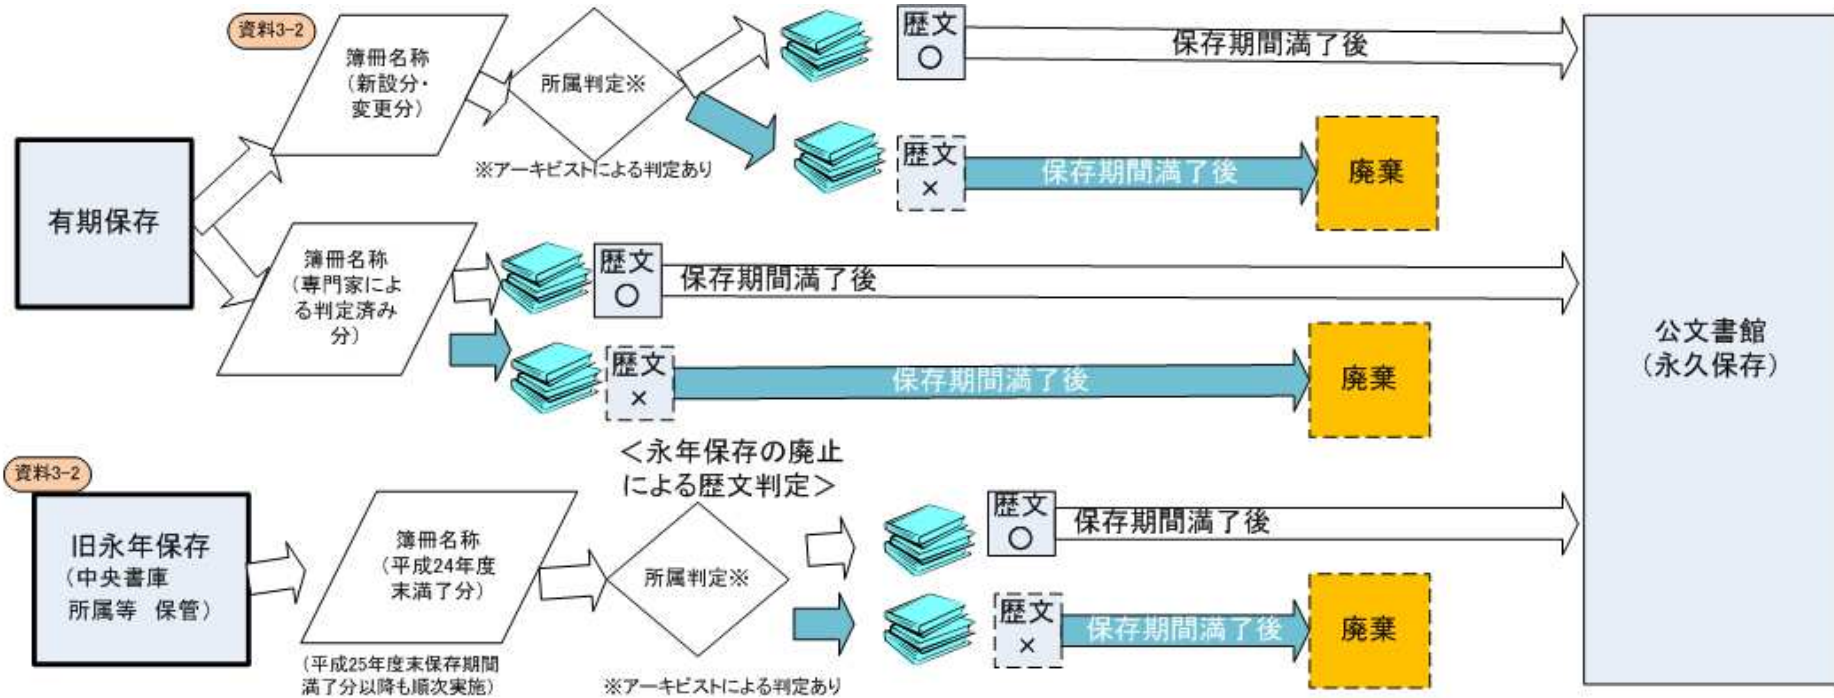 資料3-2
簿冊名称
(新設分・
変更分)
所属判定※
※アーキビストによる判定あり
歴文
○
保存期間満了後
歴文
×
保存期間満了後
廃棄
有期保存
簿冊名称
(専門家によ
る判定済み
分)
歴文
○
保存期間満了後
歴文
×
保存期間満了後
廃棄
公文書館
(永久保存)
<永年保存の廃止
による歴文判定>
資料3-2
旧永年保存
(中央書庫
所属等 保管)
簿冊名称
(平成24年度
末満了分)
(平成25年度末保存期間
満了分以降も順次実施)
所属判定※
※アーキビストによる判定あり
歴文
○
保存期間満了後
歴文
×
保存期間満了後
廃棄